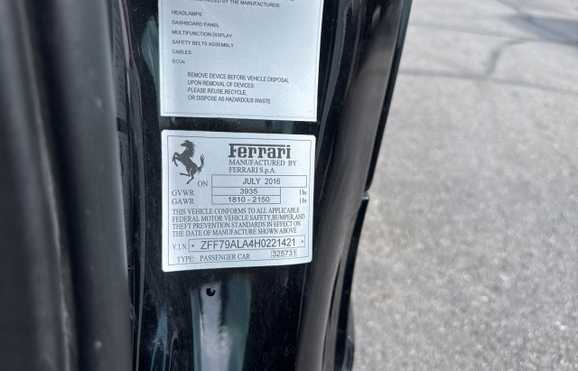 HEADLAMPS
DASHBOARD PANEL
MULTIFUNCTION DISPLAY
SAFETY BELTS ASSEMBLY
CABLES
ECUs
REMOVE DEVICE BEFORE VEHICLE DISPOSAL
UPON REMOVAL OF DEVICES:
PLEASE REUSE, RECYCLE,
OR DISPOSE AS HAZARDOUS WASTE
Ferrari
MANUFACTURED BY
FERRARI S.p.A.
ON JULY 2016
GVWR 3935 lbs
GAWR 1810 - 2150 lbs
THIS VEHICLE CONFORMS TO ALL APPLICABLE
FEDERAL MOTOR VEHICLE SAFETY, BUMPER, AND
THEFT PREVENTION STANDARDS IN EFFECT ON
THE DATE OF MANUFACTURE SHOWN ABOVE
V.I.N. * ZFF79ALA4H0221421 *
TYPE: PASSENGER CAR 325731